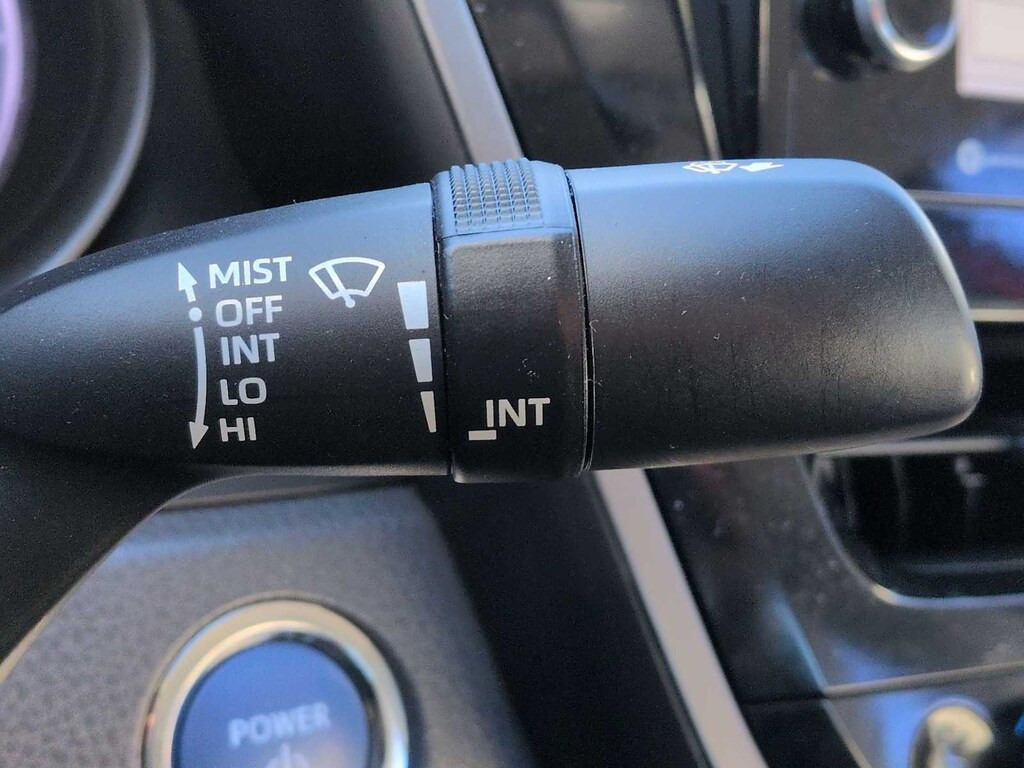 MIST
OFF
INT
LO
HI
INT
POWER